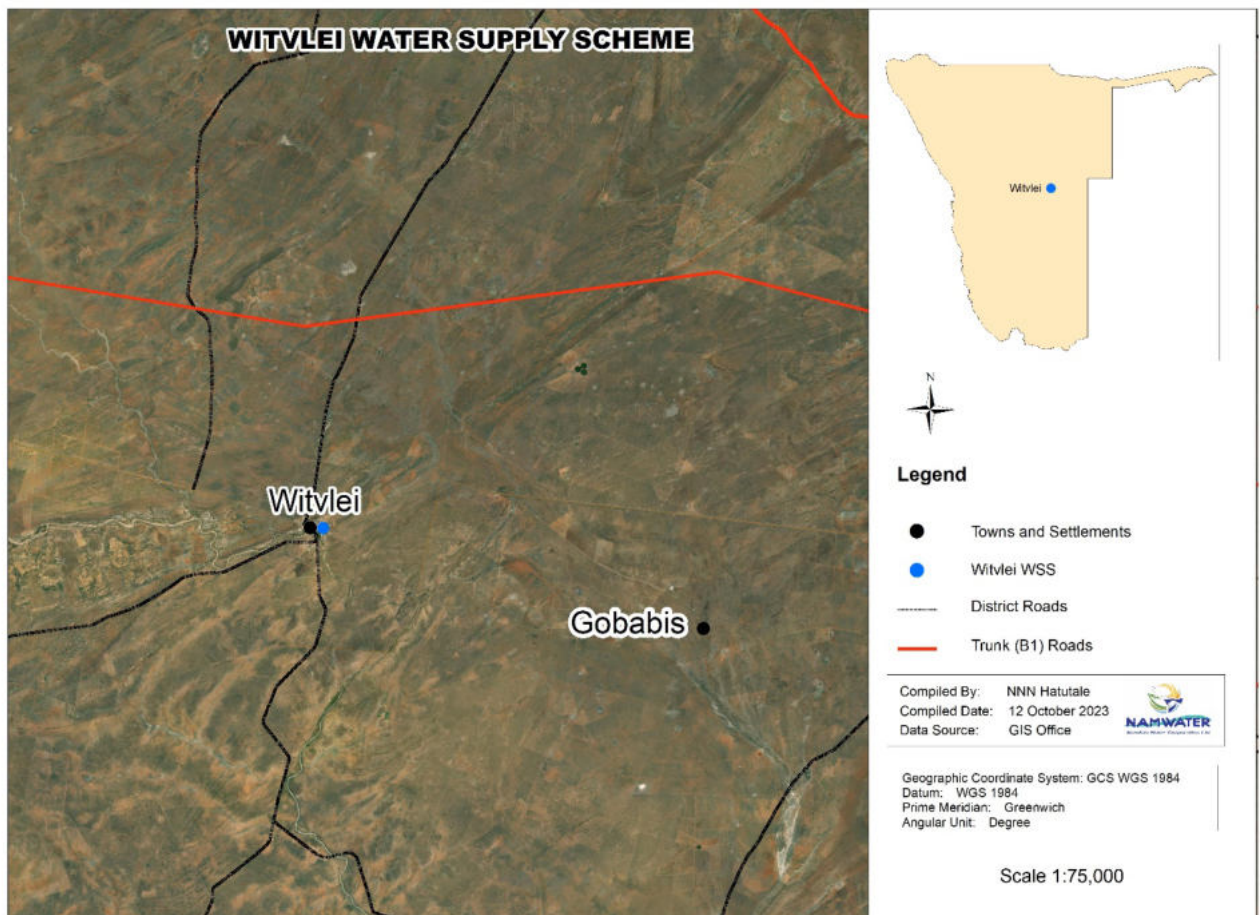 WITVLEI WATER SUPPLY SCHEME
Witvlei
Gobabis
Witvlei
N
Legend
Towns and Settlements
Witvlei WSS
District Roads
Trunk (B1) Roads
Compiled By: NNN Hatutale
Compiled Date: 12 October 2023
Data Source: GIS Office
NAMWATER
Geographic Coordinate System: GCS WGS 1984
Datum: WGS 1984
Prime Meridian: Greenwich
Angular Unit: Degree
Scale 1:75,000